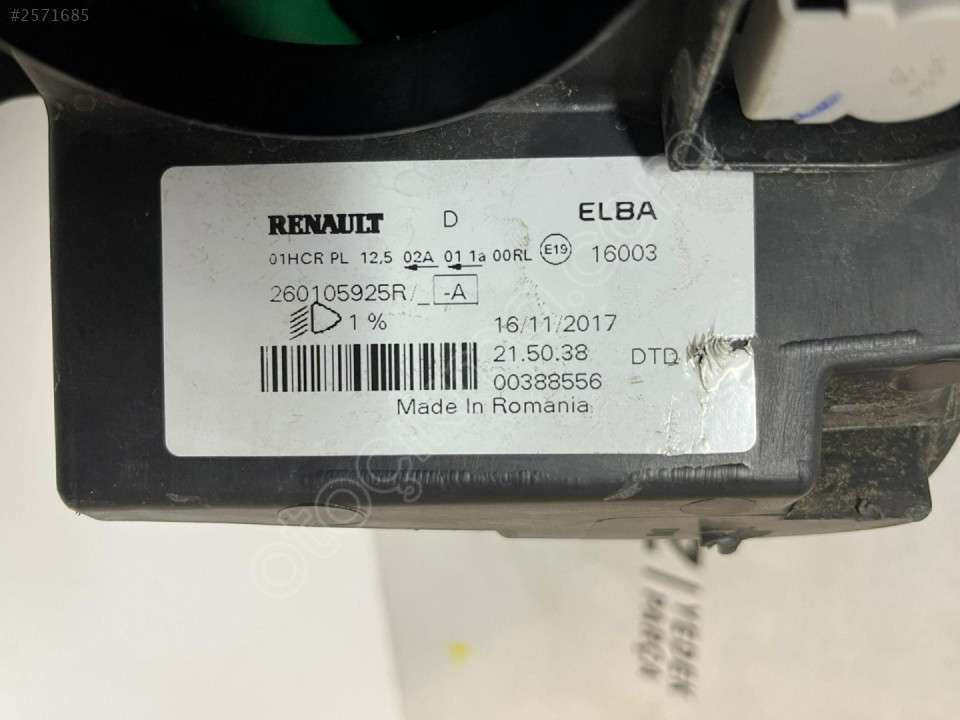 #2571685
RENAULT D ELBA
01HCR PL 12,5 02A 01 1a 00RL E19 16003
260105925R/_ -A
1 % 16/11/2017
21.50.38 DTD
00388556
Made In Romania
YEDEK
PARÇA